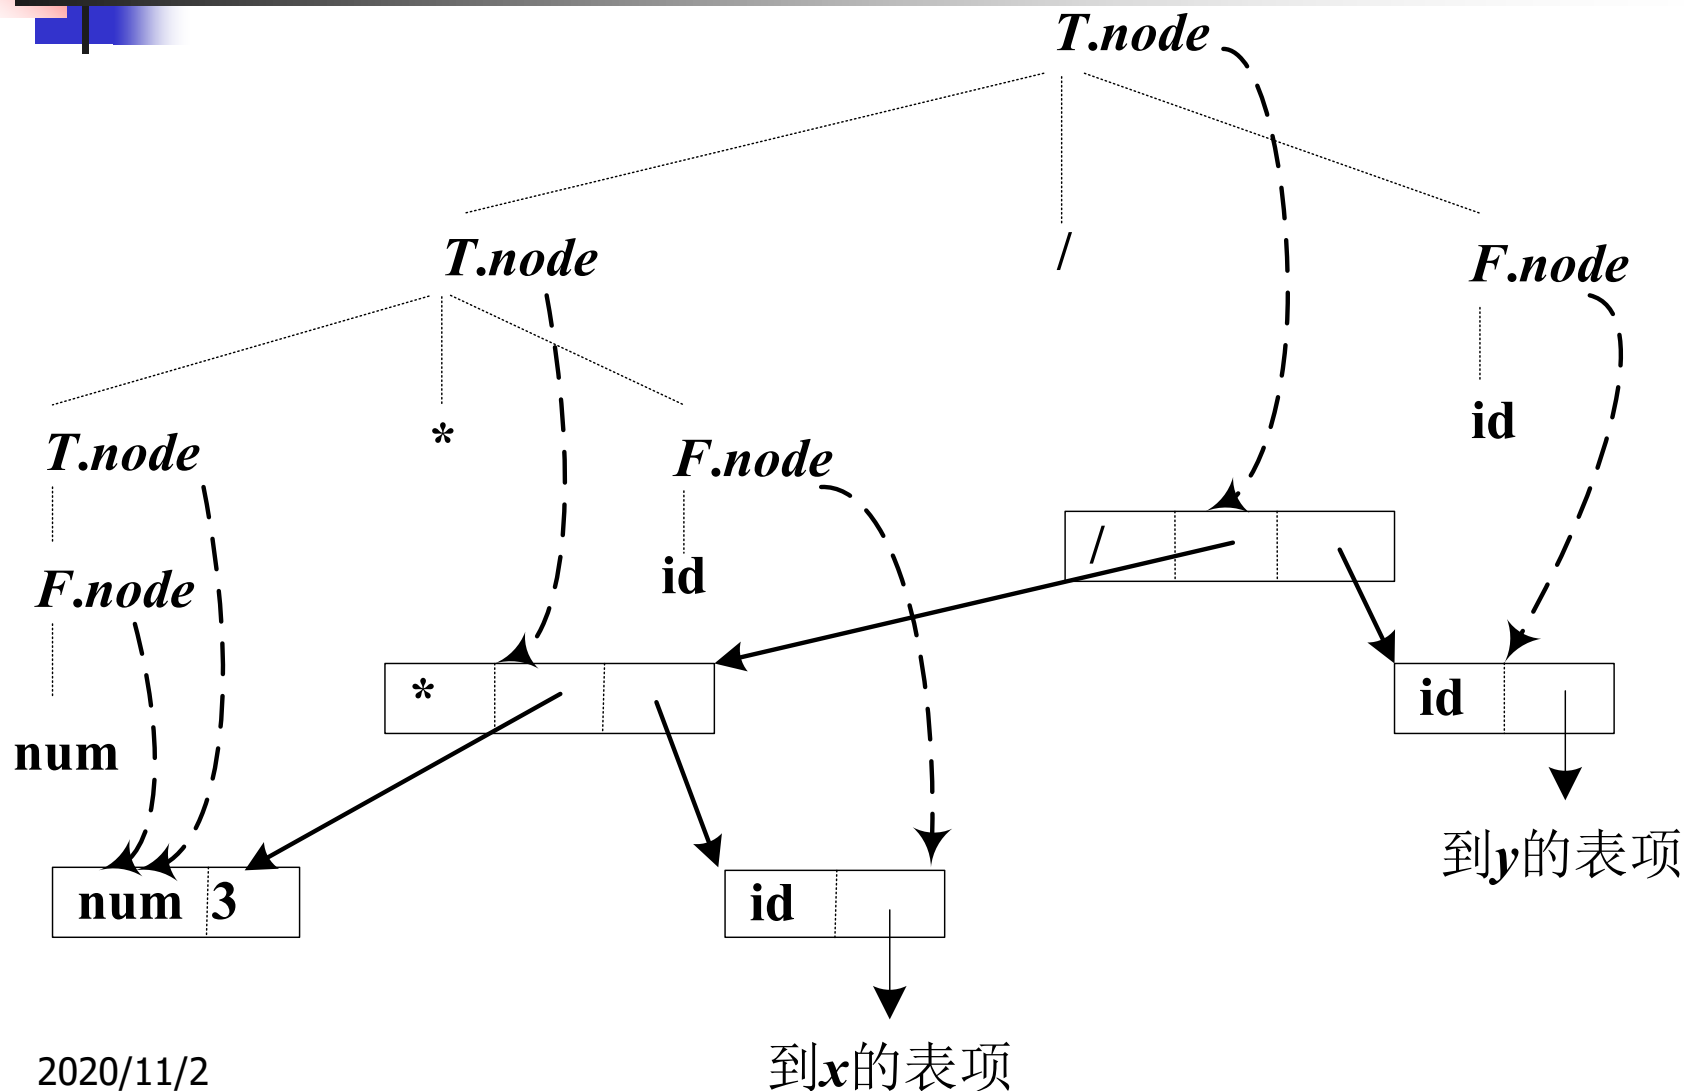 T.node
T.node
/
F.node
*
id
T.node
F.node
/
id
F.node
*
id
num
到y的表项
num 3
id
到x的表项
2020/11/2